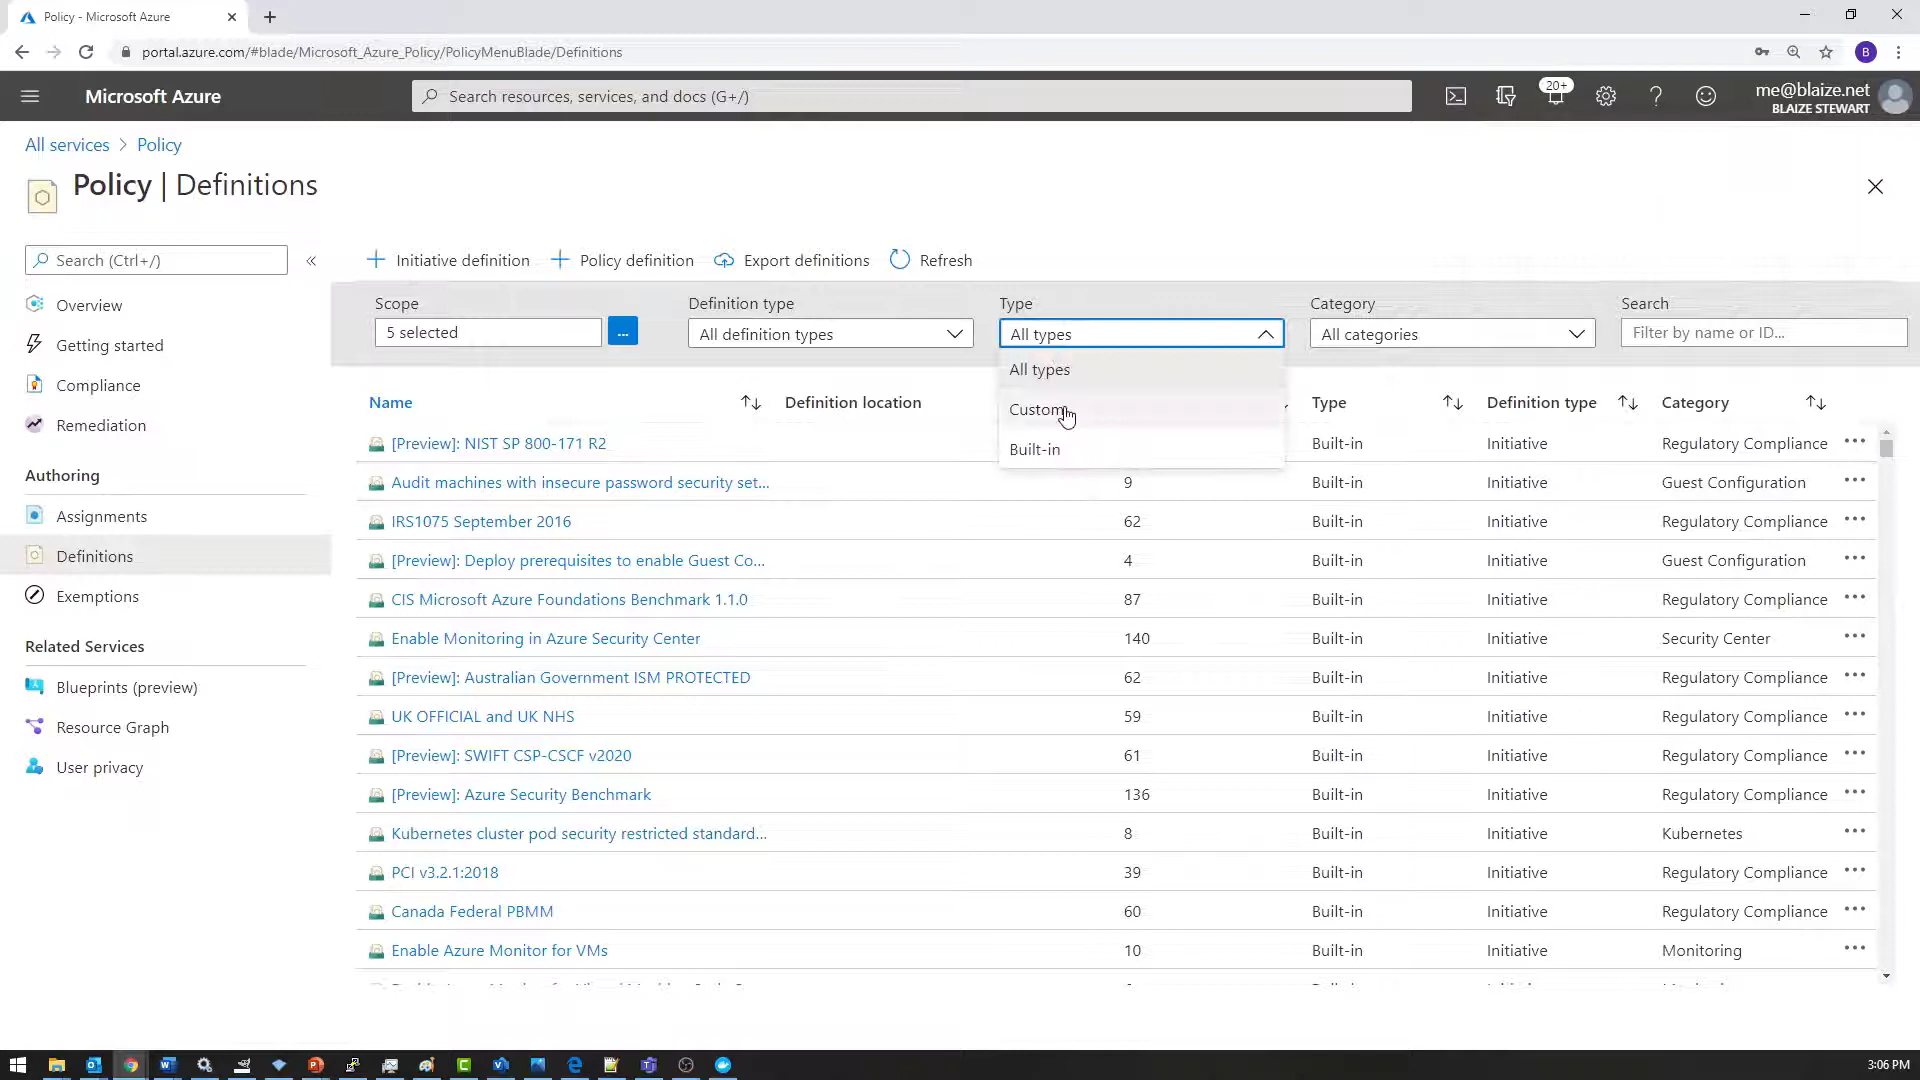 Policy - Microsoft Azure
portal.azure.com/#blade/Microsoft_Azure_Policy/PolicyMenuBlade/Definitions
B
Microsoft Azure
Search resources, services, and docs (G+/)
20+
me@blaize.net
BLAIZE STEWART
All services > Policy
Policy | Definitions
Search (Ctrl+/)
«
Overview
Getting started
Compliance
Remediation
Authoring
Assignments
Definitions
Exemptions
Related Services
Blueprints (preview)
Resource Graph
User privacy
Initiative definition
Policy definition
Export definitions
Refresh
Scope
5 selected
...
Definition type
All definition types
Type
All types
All types
Custom
Built-in
Category
All categories
Search
Filter by name or ID...
Name Definition location Type Definition type Category
[Preview]: NIST SP 800-171 R2 Built-in Initiative Regulatory Compliance
Audit machines with insecure password security set... 9 Built-in Initiative Guest Configuration
IRS1075 September 2016 62 Built-in Initiative Regulatory Compliance
[Preview]: Deploy prerequisites to enable Guest Co... 4 Built-in Initiative Guest Configuration
CIS Microsoft Azure Foundations Benchmark 1.1.0 87 Built-in Initiative Regulatory Compliance
Enable Monitoring in Azure Security Center 140 Built-in Initiative Security Center
[Preview]: Australian Government ISM PROTECTED 62 Built-in Initiative Regulatory Compliance
UK OFFICIAL and UK NHS 59 Built-in Initiative Regulatory Compliance
[Preview]: SWIFT CSP-CSCF v2020 61 Built-in Initiative Regulatory Compliance
[Preview]: Azure Security Benchmark 136 Built-in Initiative Regulatory Compliance
Kubernetes cluster pod security restricted standard... 8 Built-in Initiative Kubernetes
PCI v3.2.1:2018 39 Built-in Initiative Regulatory Compliance
Canada Federal PBMM 60 Built-in Initiative Regulatory Compliance
Enable Azure Monitor for VMs 10 Built-in Initiative Monitoring
3:06 PM